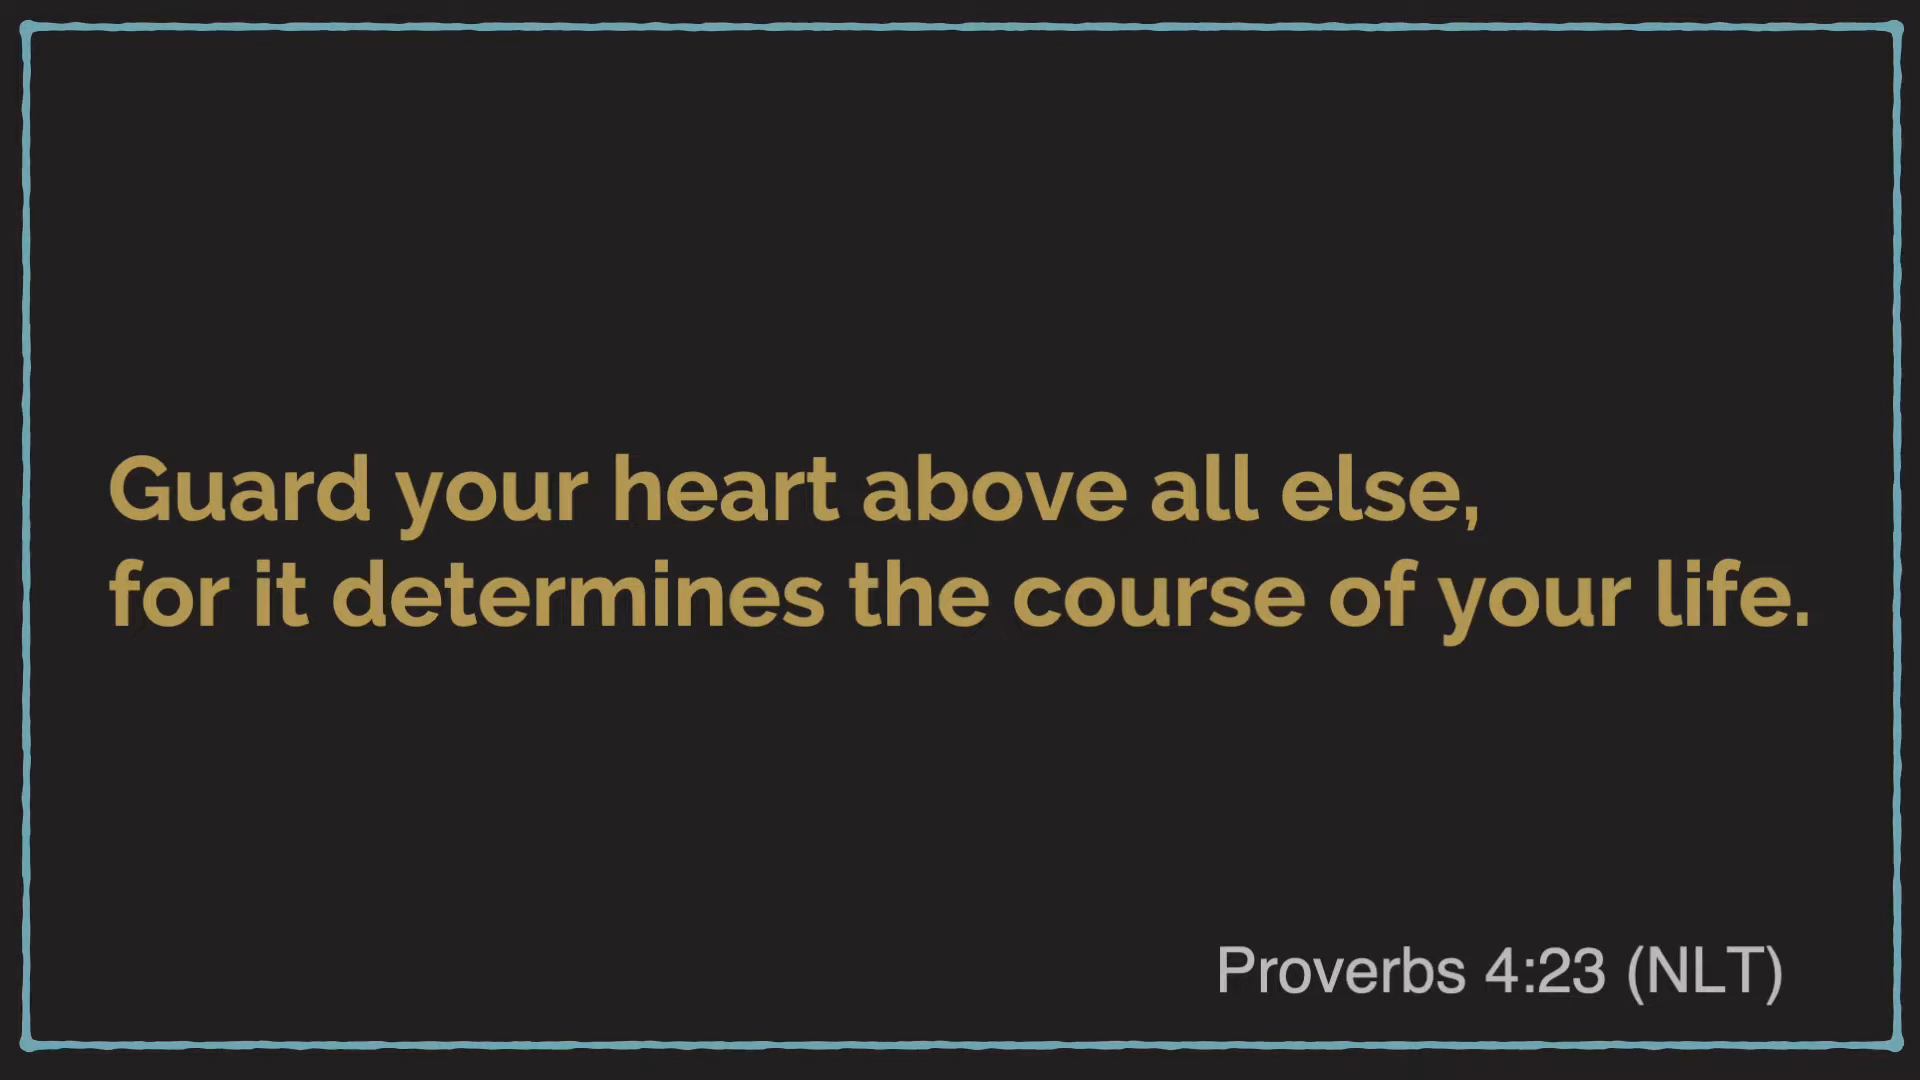 Guard your heart above all else,
for it determines the course of your life.
Proverbs 4:23 (NLT)